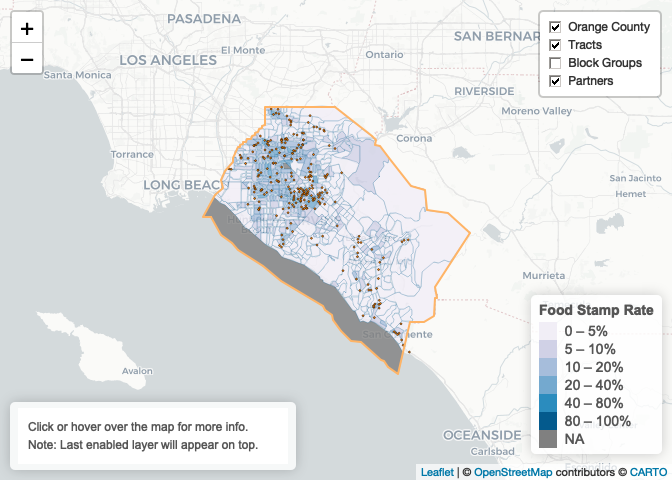 +
−
PASADENA
LOS ANGELES
El Monte
Ontario
SAN BERNAR
Santa Monica
RIVERSIDE
Moreno Valley
Corona
Torrance
LONG BEAC
San Jacinto
Hemet
Murrieta
San Clemente
Avalon
OCEANSIDE
Carlsbad
Orange County
Tracts
Block Groups
Partners
Food Stamp Rate
0 – 5%
5 – 10%
10 – 20%
20 – 40%
40 – 80%
80 – 100%
NA
Click or hover over the map for more info.
Note: Last enabled layer will appear on top.
Leaflet | © OpenStreetMap contributors © CARTO